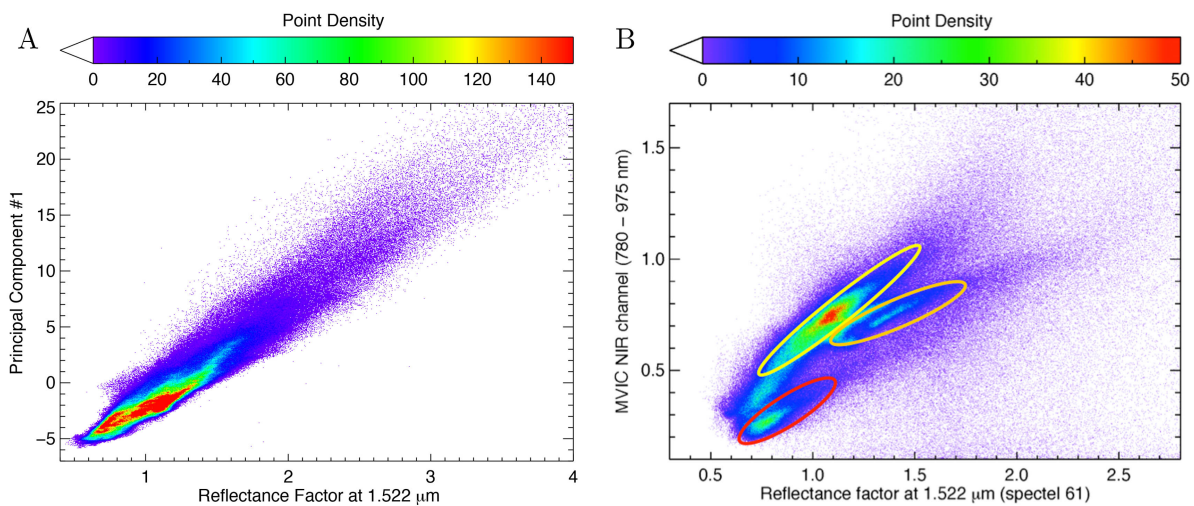 A
Point Density
0 20 40 60 80 100 120 140
25
20
15
10
5
0
−5
Principal Component #1
1 2 3 4
Reflectance Factor at 1.522 μm
B
Point Density
0 10 20 30 40 50
1.5
1.0
0.5
MVIC NIR channel (780 − 975 nm)
0.5 1.0 1.5 2.0 2.5
Reflectance factor at 1.522 μm (spectel 61)